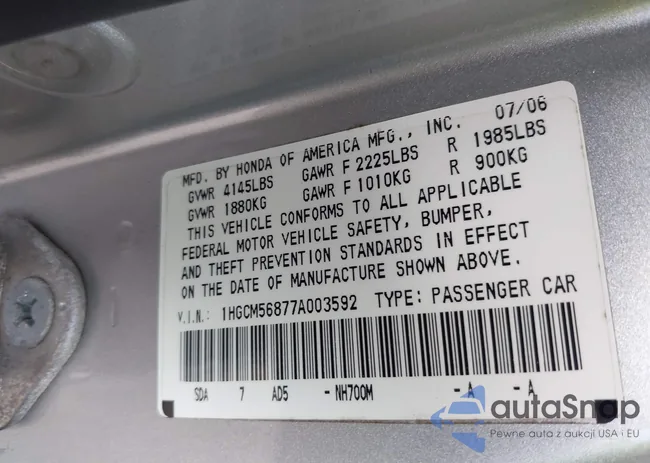 07/06
MFD. BY HONDA OF AMERICA MFG., INC.
GVWR 4145LBS GAWR F 2225LBS R 1985LBS
GVWR 1880KG GAWR F 1010KG R 900KG
THIS VEHICLE CONFORMS TO ALL APPLICABLE
FEDERAL MOTOR VEHICLE SAFETY, BUMPER,
AND THEFT PREVENTION STANDARDS IN EFFECT
ON THE DATE OF MANUFACTURE SHOWN ABOVE.
V.I.N.: 1HGCM56877A003592 TYPE: PASSENGER CAR
SDA 7 AD5 - NH700M - A - A
autaSnap
Pewne auta z aukcji USA i EU